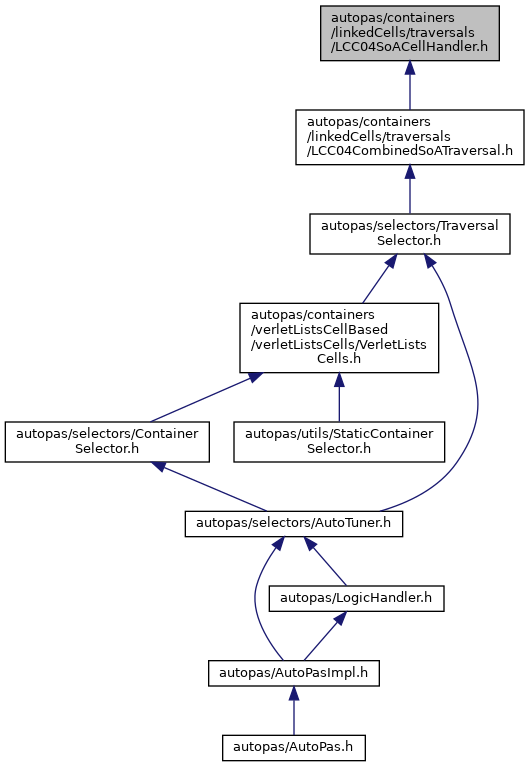 autopas/containers
/linkedCells/traversals
/LCC04SoACellHandler.h
autopas/containers
/linkedCells/traversals
/LCC04CombinedSoATraversal.h
autopas/selectors/Traversal
Selector.h
autopas/containers
/verletListsCellBased
/verletListsCells/VerletLists
Cells.h
autopas/selectors/Container
Selector.h
autopas/utils/StaticContainer
Selector.h
autopas/selectors/AutoTuner.h
autopas/LogicHandler.h
autopas/AutoPasImpl.h
autopas/AutoPas.h